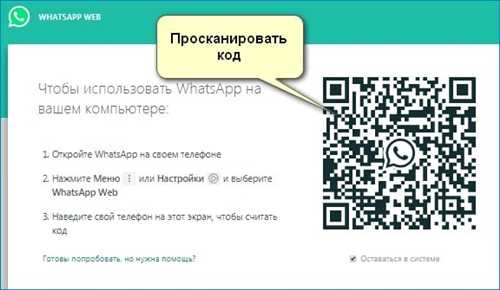 WHATSAPP WEB
Просканировать
код
Чтобы использовать WhatsApp на
вашем компьютере:
1. Откройте WhatsApp на своем телефоне
2. Нажмите Меню или Настройки и выберите
WhatsApp Web
3. Наведите свой телефон на этот экран, чтобы считать
код
Готовы попробовать, но нужна помощь?
Оставаться в системе